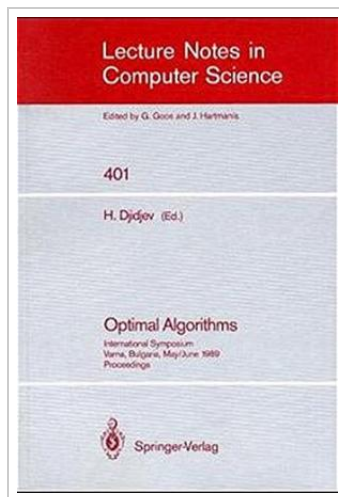 Lecture Notes in
Computer Science
Edited by G. Goos and J. Hartmanis
401
H. Djidjev (Ed.)
Optimal Algorithms
International Symposium
Varna, Bulgaria, May/June 1989
Proceedings
Springer-Verlag